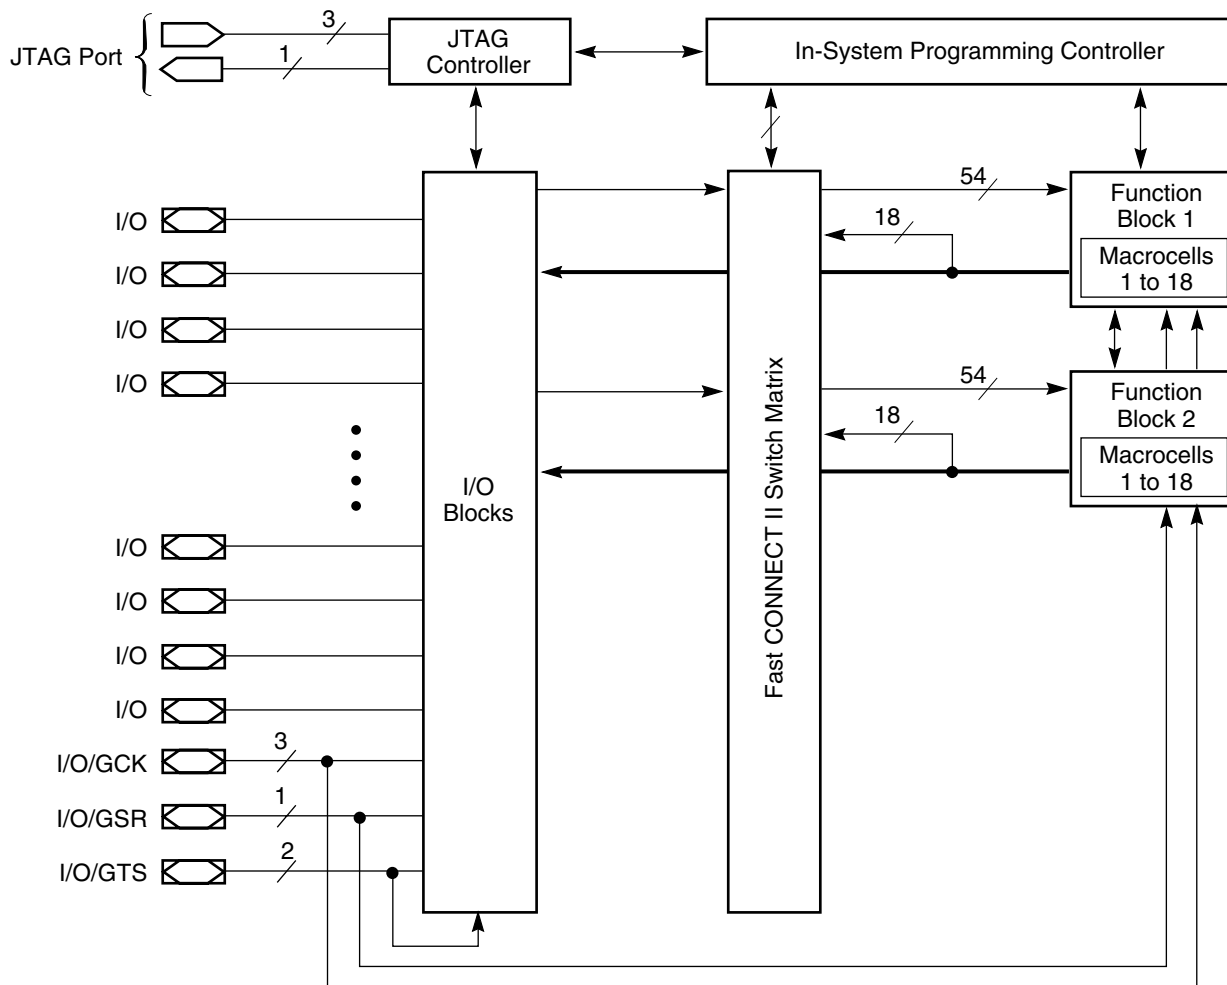 JTAG Port
3
1
JTAG
Controller
In-System Programming Controller
I/O
I/O
I/O
I/O
I/O
I/O
I/O
I/O
I/O/GCK
3
I/O/GSR
1
I/O/GTS
2
I/O
Blocks
Fast CONNECT II Switch Matrix
54
18
Function
Block 1
Macrocells
1 to 18
54
18
Function
Block 2
Macrocells
1 to 18